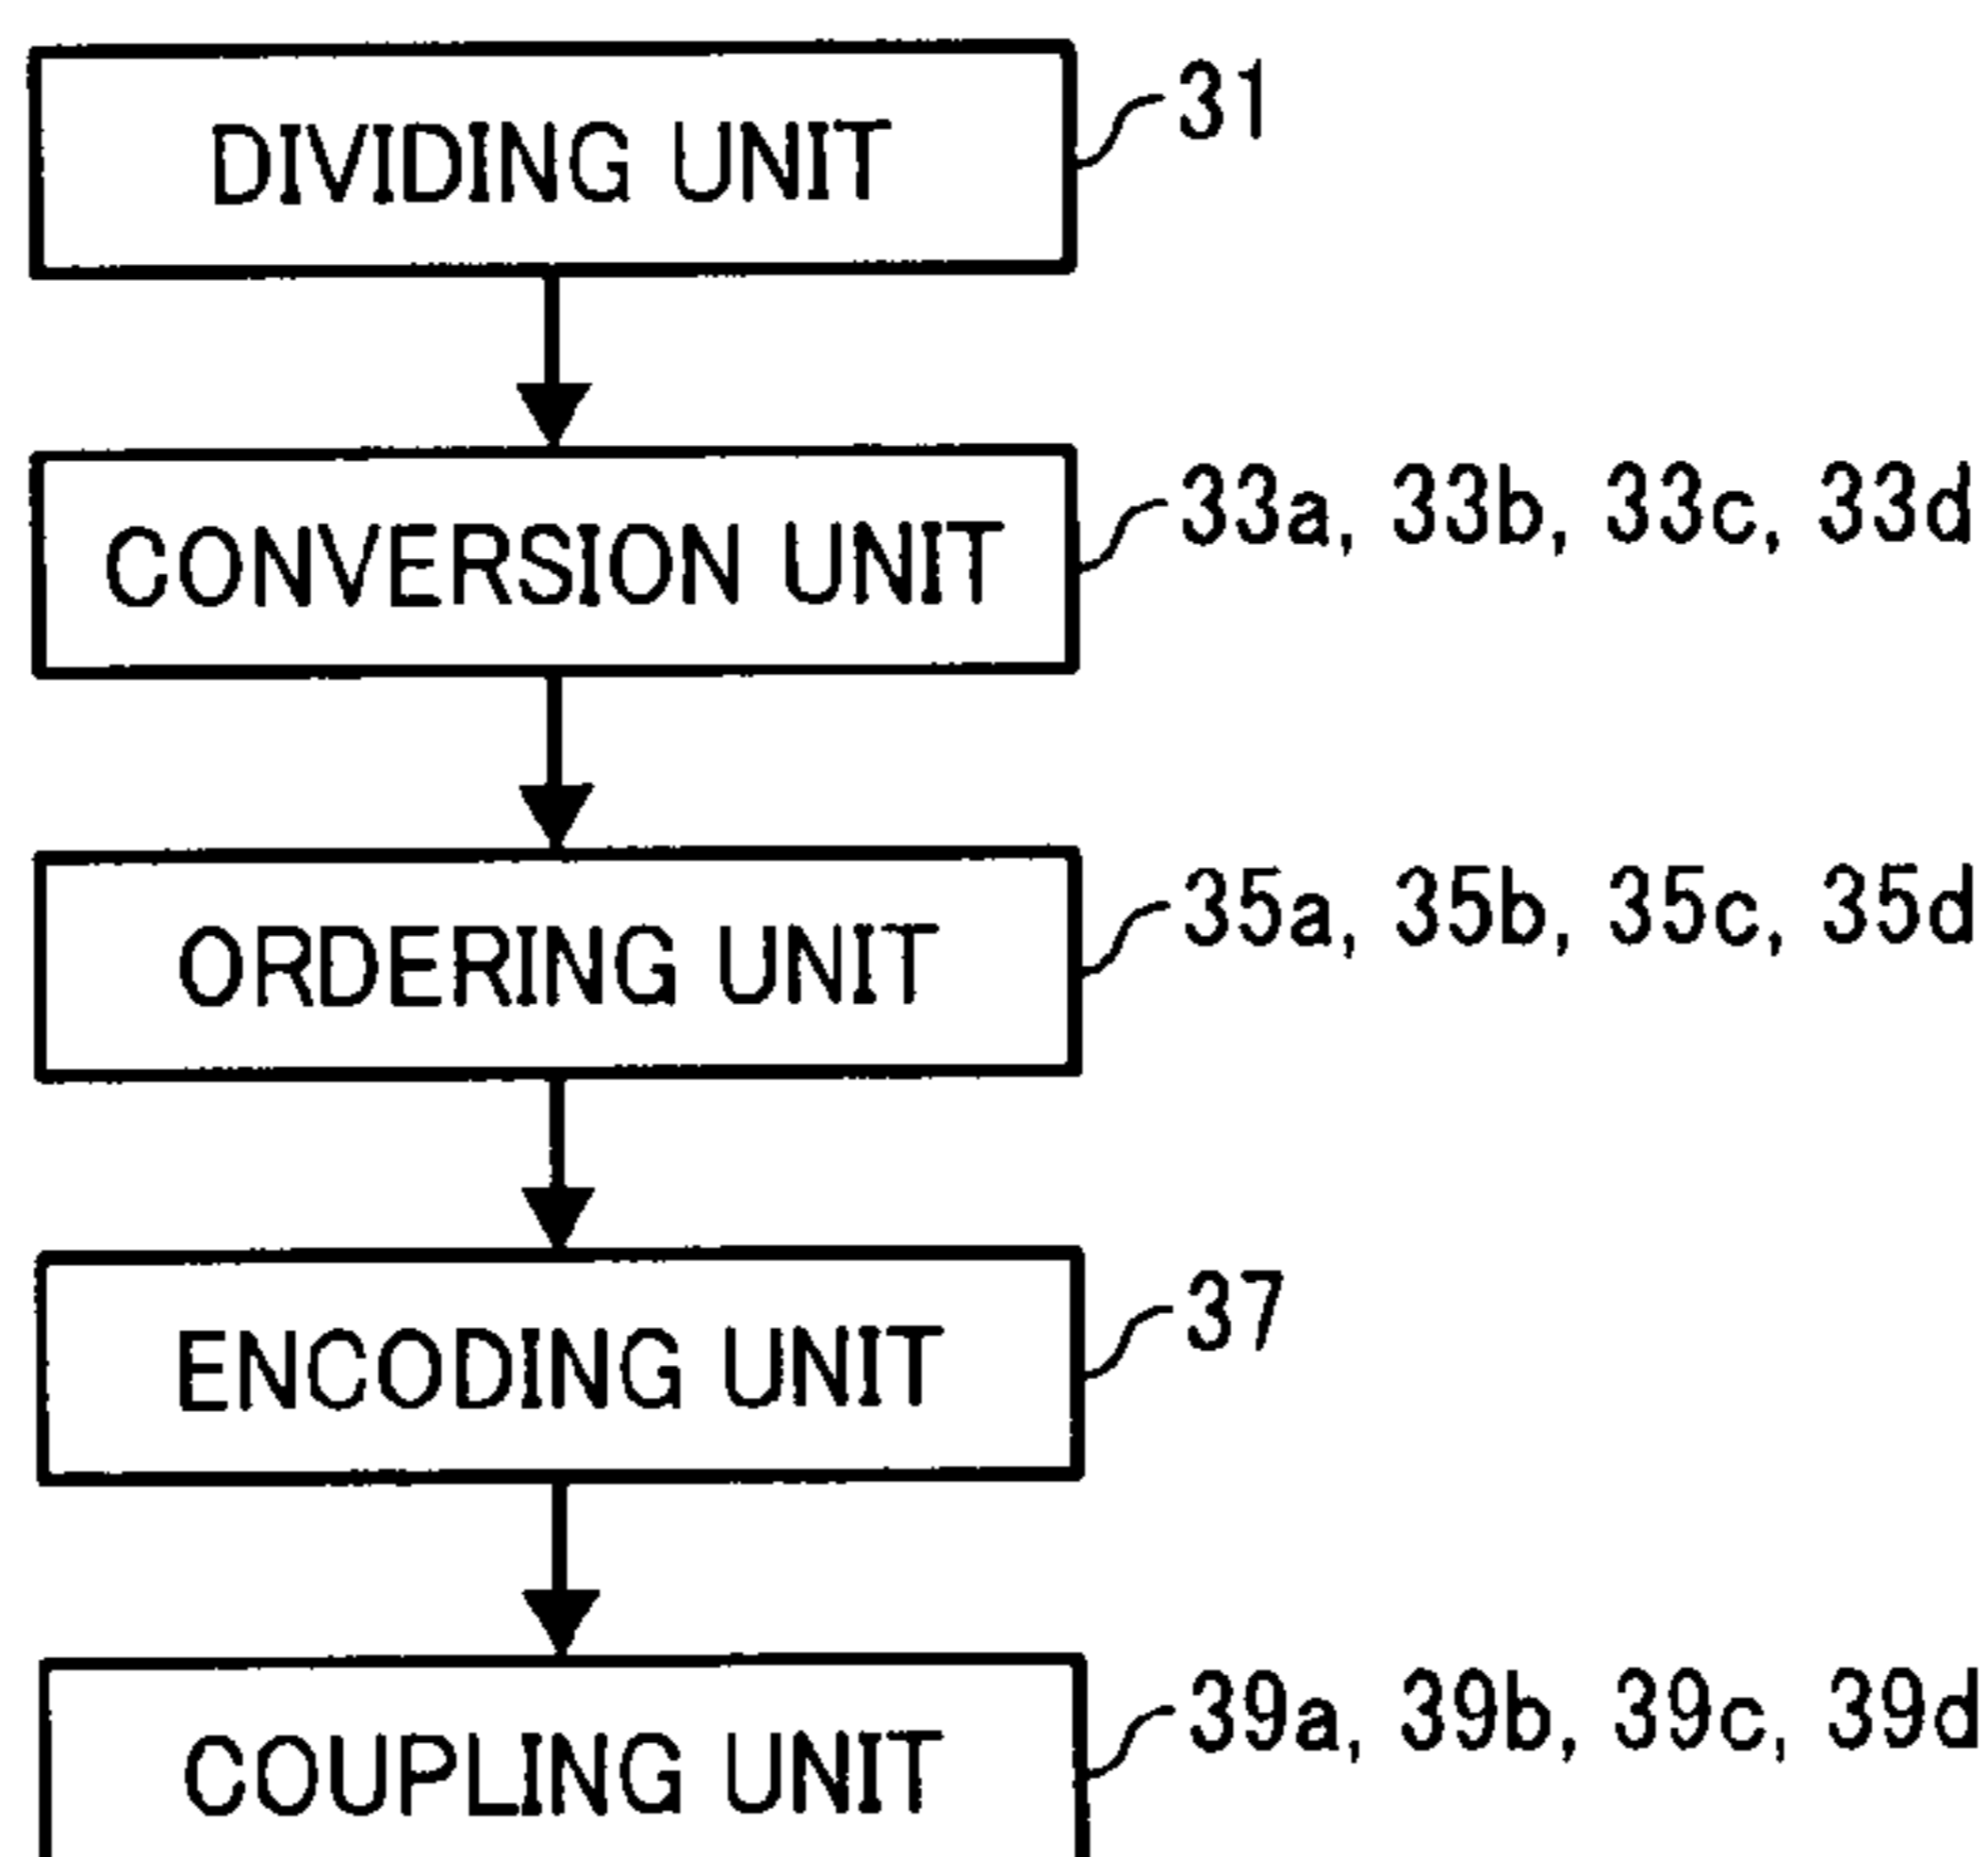 DIVIDING UNIT 31
CONVERSION UNIT 33a, 33b, 33c, 33d
ORDERING UNIT 35a, 35b, 35c, 35d
ENCODING UNIT 37
COUPLING UNIT 39a, 39b, 39c, 39d